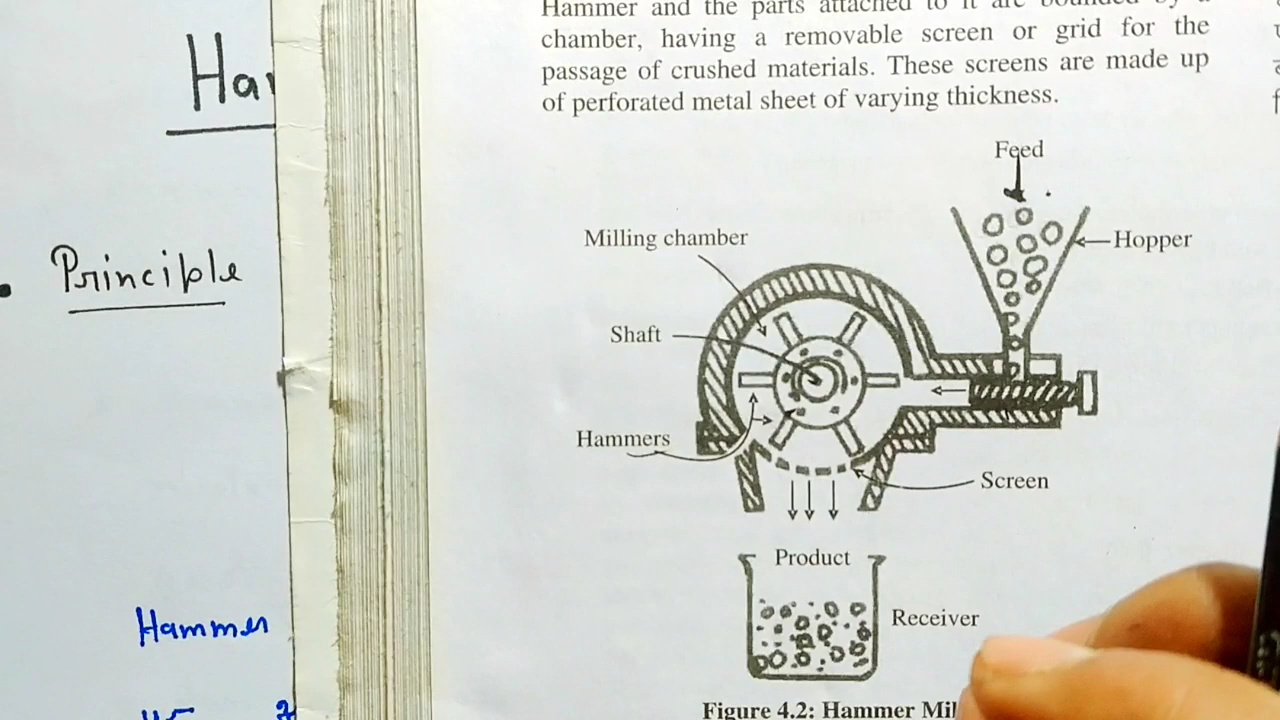 Hammer and the parts attached to it are bounded by a
chamber, having a removable screen or grid for the
passage of crushed materials. These screens are made up
of perforated metal sheet of varying thickness.
Feed
Milling chamber
Hopper
Shaft
Hammers
Screen
Product
Receiver
Figure 4.2: Hammer Mil
Ha
Principle
Hammer